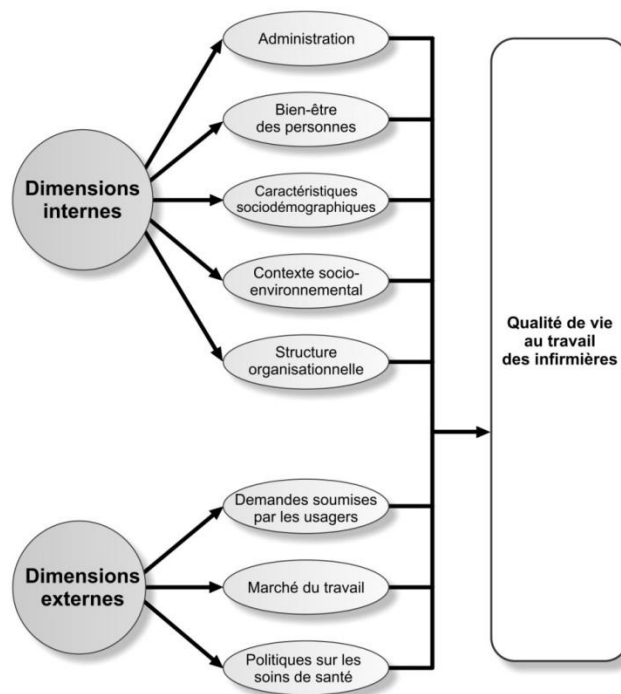 Administration
Bien-être
des personnes
Dimensions
internes
Caractéristiques
sociodémographiques
Contexte socio-
environnemental
Structure
organisationnelle
Qualité de vie
au travail
des infirmières
Demandes soumises
par les usagers
Dimensions
externes
Marché du travail
Politiques sur les
soins de santé